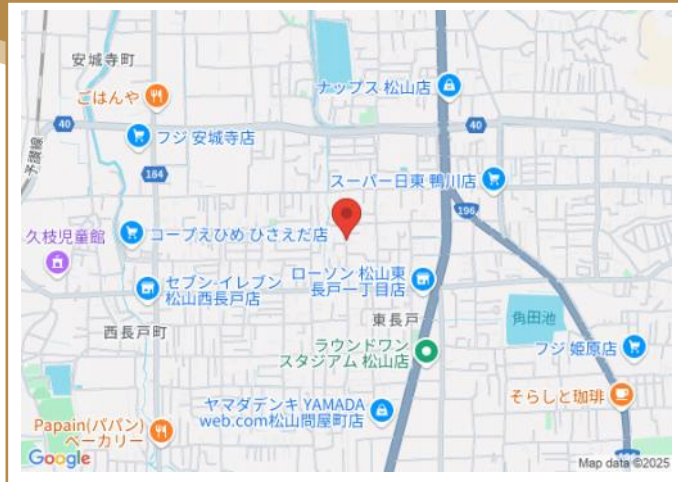 安城寺町
ナップス 松山店
ごはんや
40
フジ 安城寺店
40
予讃線
184
スーパー日東 鴨川店
196
久枝児童館
コープえひめ ひさえだ店
セブン-イレブン
松山西長戸店
ローソン 松山東
長戸一丁目店
西長戸町
東長戸
角田池
ラウンドワン
スタジアム 松山店
フジ 姫原店
そらしと珈琲
ヤマダデンキ YAMADA
web.com松山問屋町店
Papain(パパン)
ベーカリー
Google
Map data ©2025